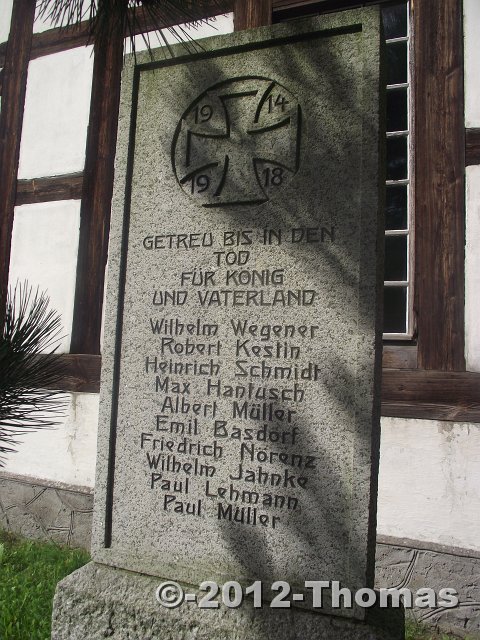 19 14
19 18
GETREU BIS IN DEN
TOD
FÜR KÖNIG
UND VATERLAND
Wilhelm Wegener
Robert Kestin
Heinrich Schmidt
Max Hantusch
Albert Müller
Emil Basdorf
Friedrich Nörenz
Wilhelm Jahnke
Paul Lehmann
Paul Müller
©-2012-Thomas